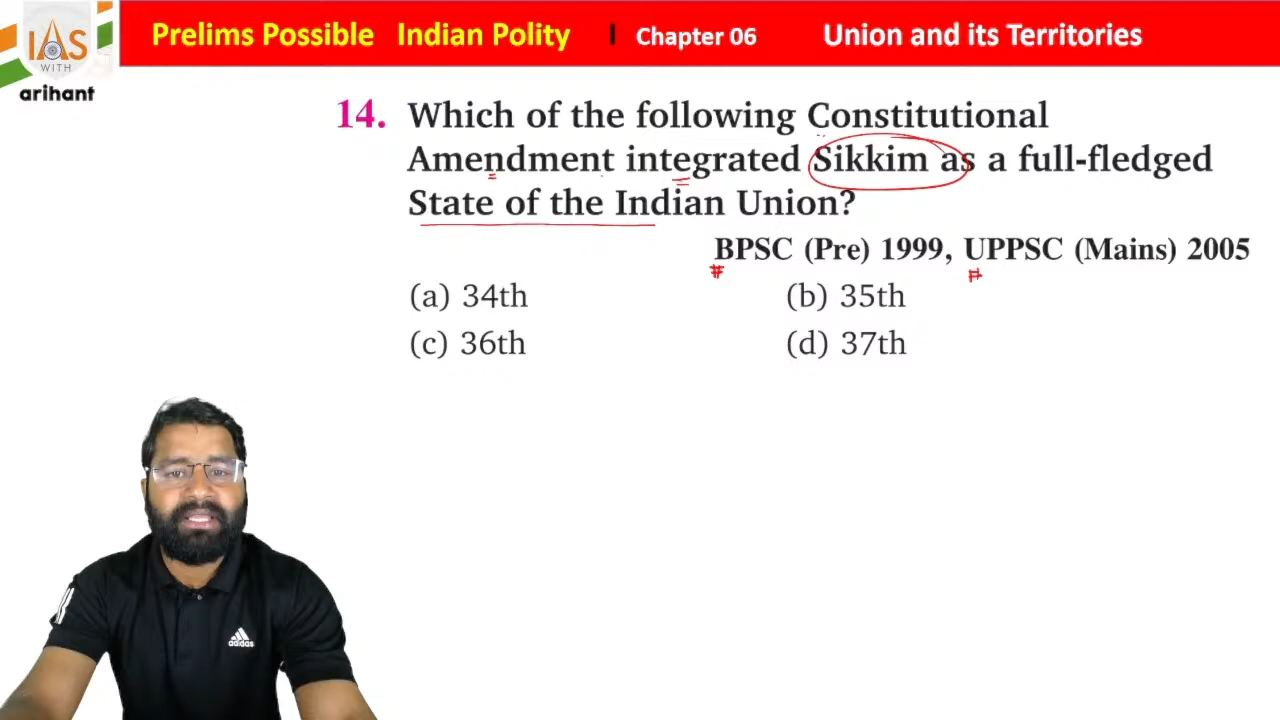 IAS
WITH
arihant
Prelims Possible Indian Polity | Chapter 06 Union and its Territories
14. Which of the following Constitutional
Amendment integrated Sikkim as a full-fledged
State of the Indian Union?
BPSC (Pre) 1999, UPPSC (Mains) 2005
# #
(a) 34th (b) 35th
(c) 36th (d) 37th
adidas